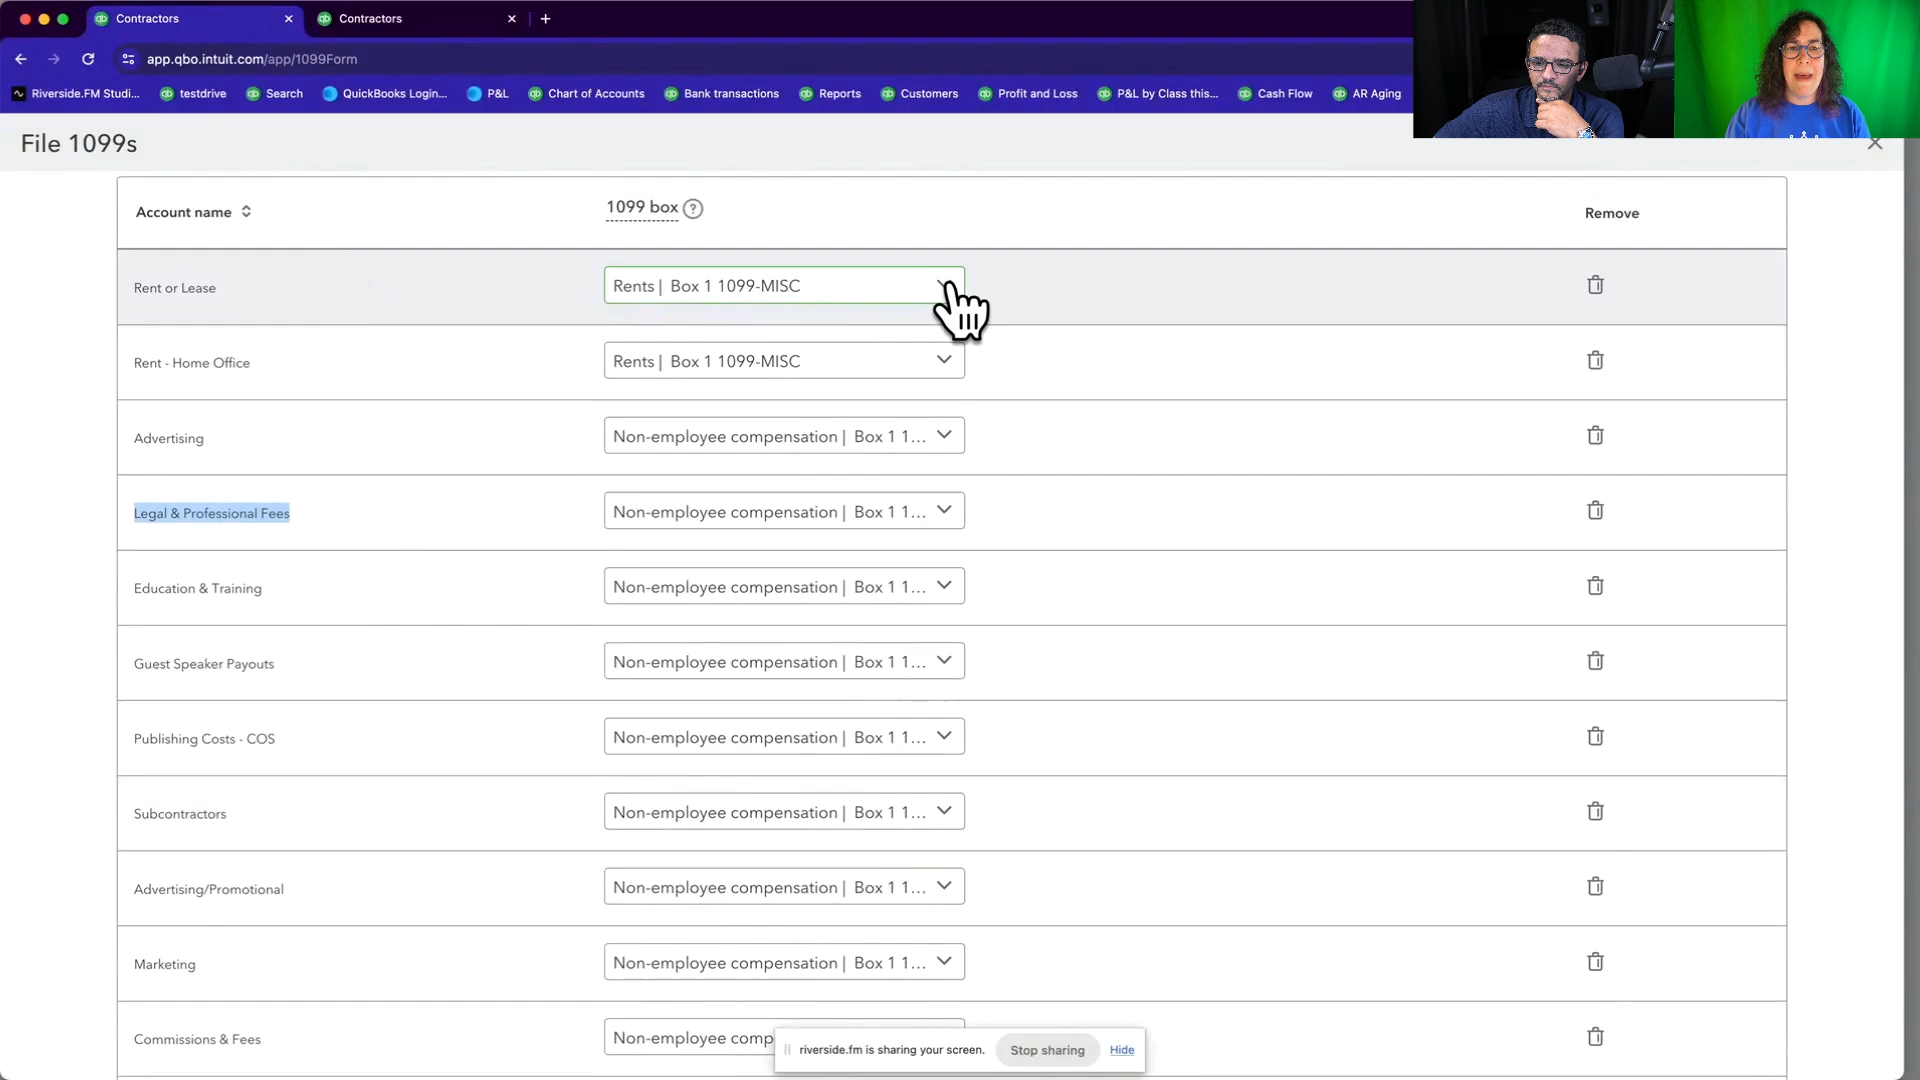 Contractors
Contractors
app.qbo.intuit.com/app/1099Form
Riverside.FM Studi...
testdrive
Search
QuickBooks Login...
P&L
Chart of Accounts
Bank transactions
Reports
Customers
Profit and Loss
P&L by Class this...
Cash Flow
AR Aging
File 1099s
Account name
1099 box
Remove
Rent or Lease
Rents | Box 1 1099-MISC
Rent - Home Office
Rents | Box 1 1099-MISC
Advertising
Non-employee compensation | Box 1 1...
Legal & Professional Fees
Non-employee compensation | Box 1 1...
Education & Training
Non-employee compensation | Box 1 1...
Guest Speaker Payouts
Non-employee compensation | Box 1 1...
Publishing Costs - COS
Non-employee compensation | Box 1 1...
Subcontractors
Non-employee compensation | Box 1 1...
Advertising/Promotional
Non-employee compensation | Box 1 1...
Marketing
Non-employee compensation | Box 1 1...
Commissions & Fees
Non-employee comp
riverside.fm is sharing your screen.
Stop sharing
Hide